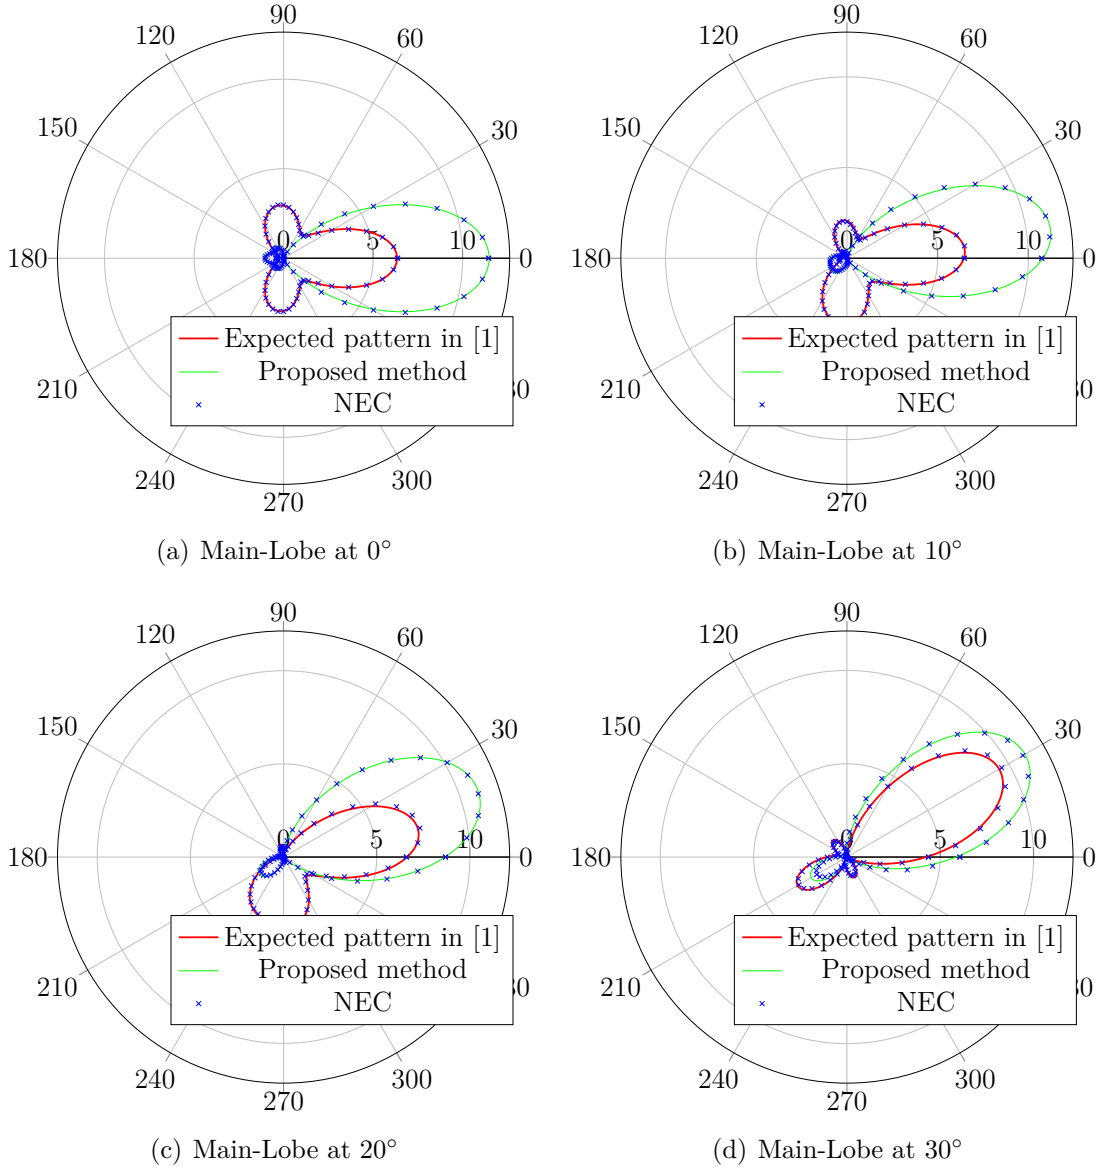 90
120 60
150 30
180 0 5 10 0
210 30
Expected pattern in [1]
Proposed method
NEC
240 300
270
(a) Main-Lobe at 0°
90
120 60
150 30
180 0 5 10 0
210 30
Expected pattern in [1]
Proposed method
NEC
240 300
270
(b) Main-Lobe at 10°
90
120 60
150 30
180 0 5 10 0
210 30
Expected pattern in [1]
Proposed method
NEC
240 300
270
(c) Main-Lobe at 20°
90
120 60
150 30
180 0 5 10 0
210 30
Expected pattern in [1]
Proposed method
NEC
240 300
270
(d) Main-Lobe at 30°